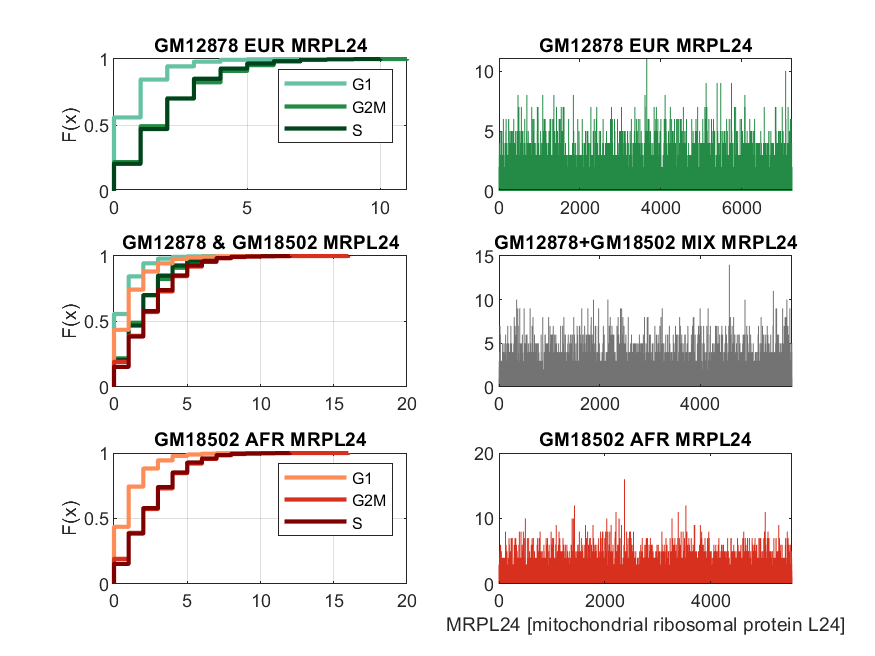 GM12878 EUR MRPL24
F(x)
1
0.5
0
0 5 10
G1
G2M
S
GM12878 EUR MRPL24
10
5
0
0 2000 4000 6000
GM12878 & GM18502 MRPL24
F(x)
1
0.5
0
0 5 10 15 20
GM12878+GM18502 MIX MRPL24
15
10
5
0
0 2000 4000
GM18502 AFR MRPL24
F(x)
1
0.5
0
0 5 10 15 20
G1
G2M
S
GM18502 AFR MRPL24
20
10
0
0 2000 4000
MRPL24 [mitochondrial ribosomal protein L24]